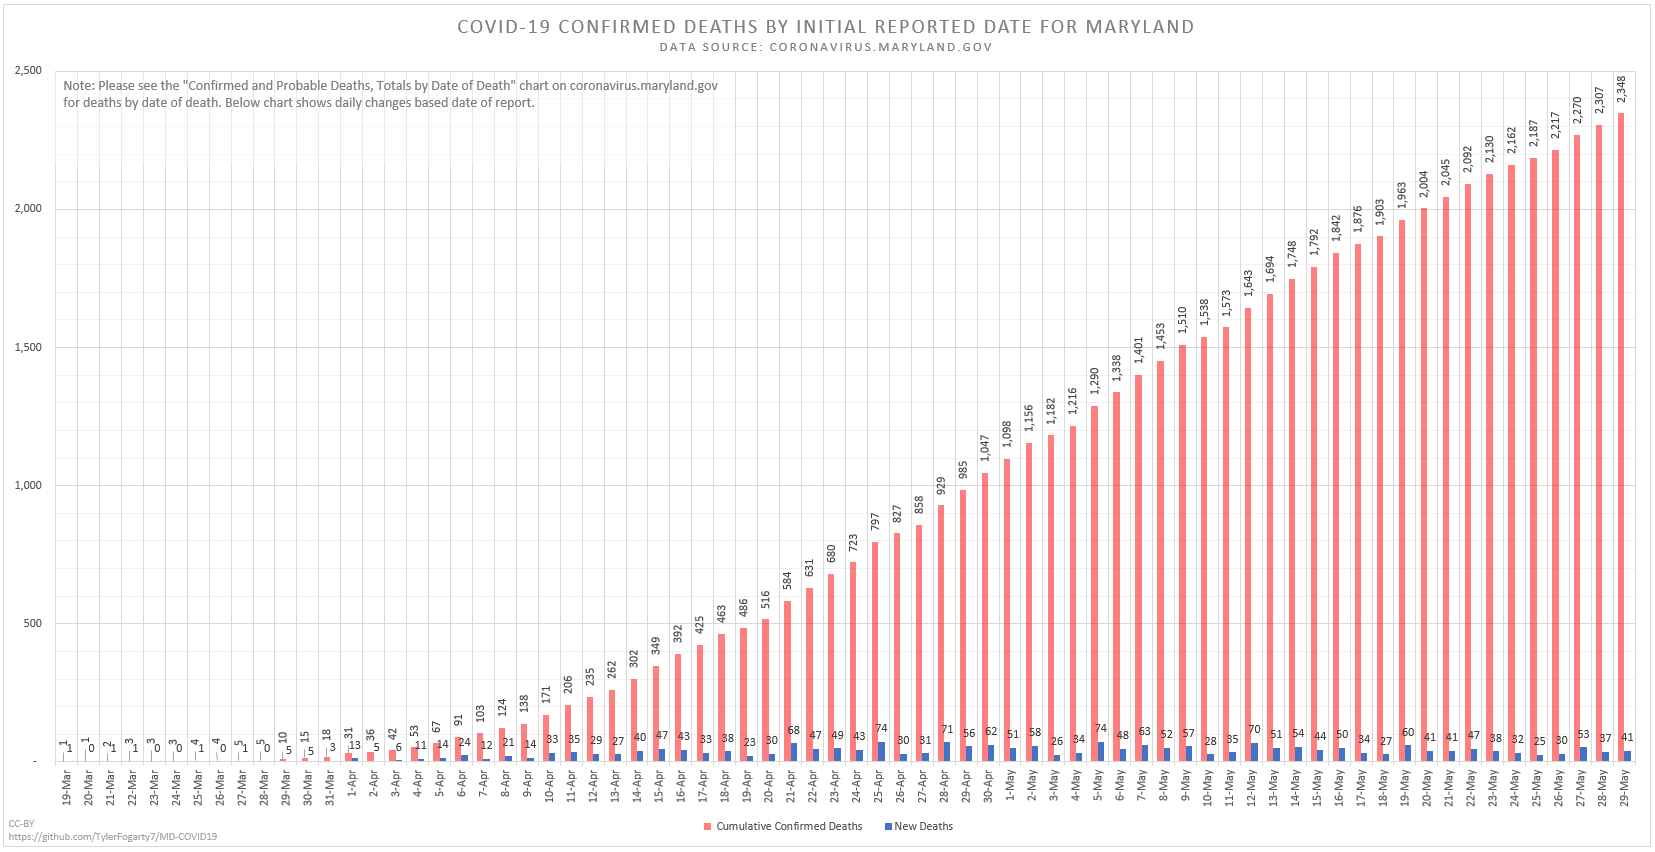 COVID-19 CONFIRMED DEATHS BY INITIAL REPORTED DATE FOR MARYLAND
DATA SOURCE: CORONAVIRUS.MARYLAND.GOV
Note: Please see the "Confirmed and Probable Deaths, Totals by Date of Death" chart on coronavirus.maryland.gov
for deaths by date of death. Below chart shows daily changes based date of report.
2,500
2,000
1,500
1,000
500
-
1 1 2 3 3 3 4 4 5 5 10 15 18 31 36 42 53 67 91 103 124 138 171 206 235 262 302 349 392 425 463 486 516 584 631 680 723 797 827 858 929 985 1,047 1,098 1,156 1,182 1,216 1,290 1,338 1,401 1,453 1,510 1,538 1,573 1,643 1,694 1,748 1,792 1,842 1,876 1,903 1,963 2,004 2,045 2,092 2,130 2,162 2,187 2,217 2,270 2,307 2,348
1 0 1 1 0 0 1 0 1 0 5 5 3 13 5 6 11 14 24 12 21 14 33 35 29 27 40 47 43 33 38 23 30 68 47 49 43 74 30 31 71 56 62 51 58 26 34 74 48 63 52 57 28 35 70 51 54 44 50 34 27 60 41 41 47 38 32 25 30 53 37 41
19-Mar 20-Mar 21-Mar 22-Mar 23-Mar 24-Mar 25-Mar 26-Mar 27-Mar 28-Mar 29-Mar 30-Mar 31-Mar 1-Apr 2-Apr 3-Apr 4-Apr 5-Apr 6-Apr 7-Apr 8-Apr 9-Apr 10-Apr 11-Apr 12-Apr 13-Apr 14-Apr 15-Apr 16-Apr 17-Apr 18-Apr 19-Apr 20-Apr 21-Apr 22-Apr 23-Apr 24-Apr 25-Apr 26-Apr 27-Apr 28-Apr 29-Apr 30-Apr 1-May 2-May 3-May 4-May 5-May 6-May 7-May 8-May 9-May 10-May 11-May 12-May 13-May 14-May 15-May 16-May 17-May 18-May 19-May 20-May 21-May 22-May 23-May 24-May 25-May 26-May 27-May 28-May 29-May
Cumulative Confirmed Deaths New Deaths
CC-BY
https://github.com/TylerFogarty7/MD-COVID19